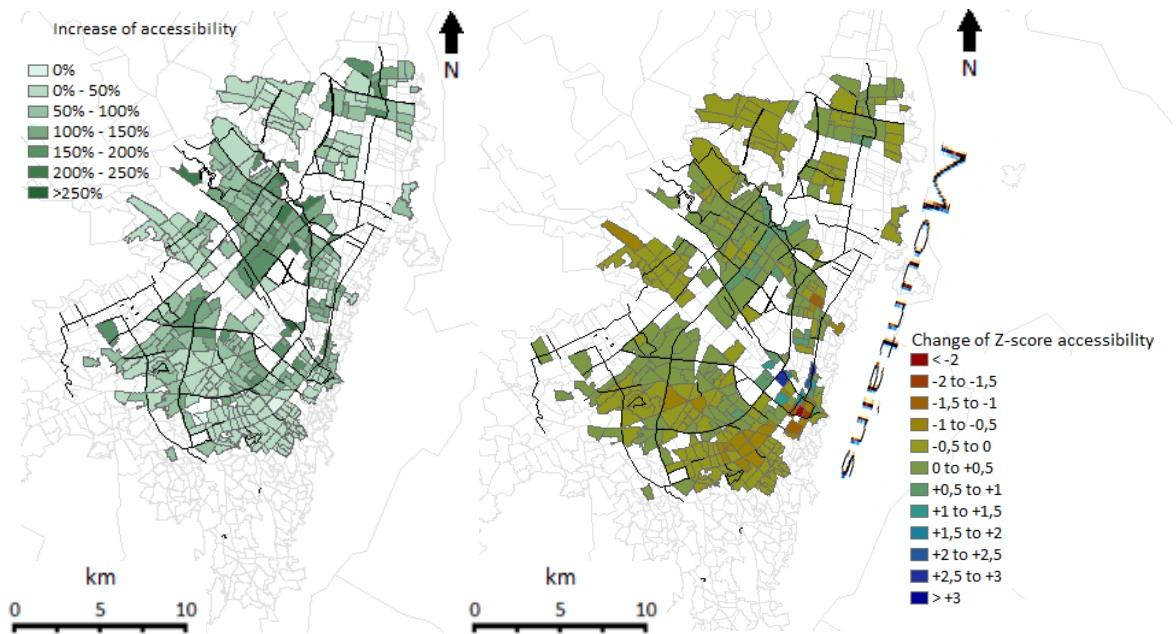 Increase of accessibility
0%
0% - 50%
50% - 100%
100% - 150%
150% - 200%
200% - 250%
>250%
N
km
0 5 10
N
Mountains
Change of Z-score accessibility
< -2
-2 to -1,5
-1,5 to -1
-1 to -0,5
-0,5 to 0
0 to +0,5
+0,5 to +1
+1 to +1,5
+1,5 to +2
+2 to +2,5
+2,5 to +3
> +3
km
0 5 10